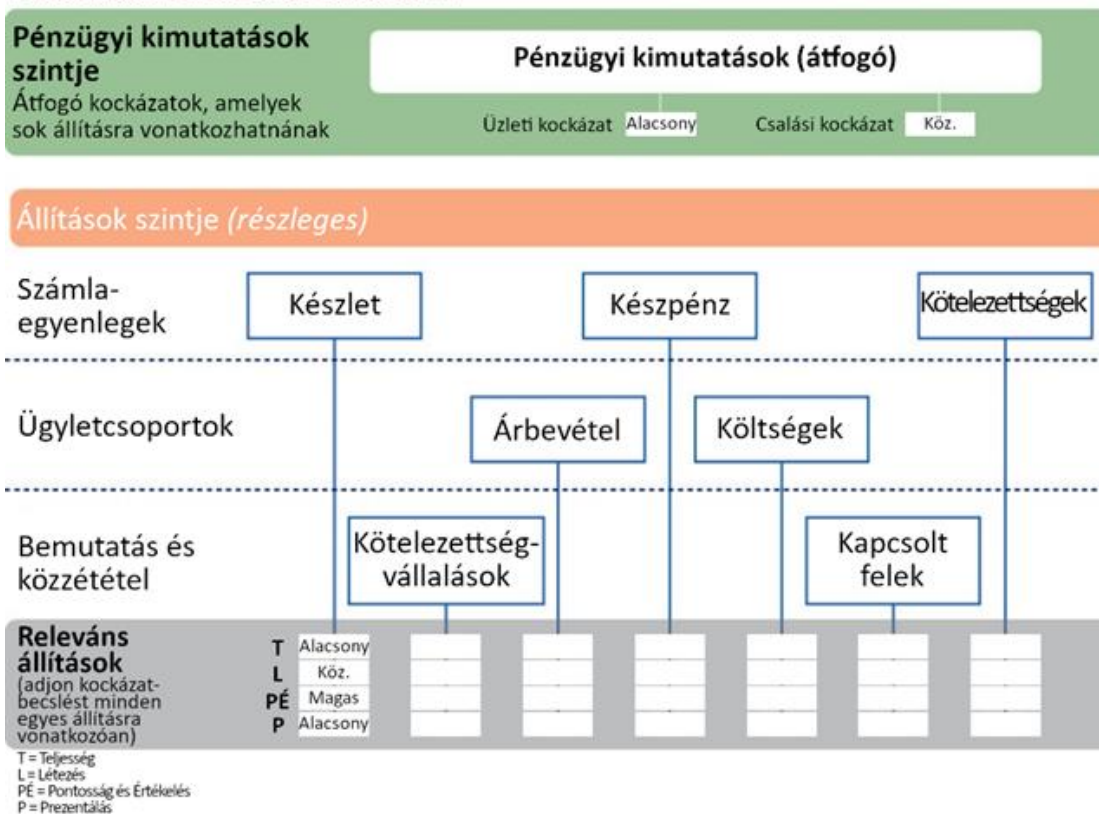 Pénzügyi kimutatások
szintje
Átfogó kockázatok, amelyek
sok állításra vonatkozhatnának
Pénzügyi kimutatások (átfogó)
Üzleti kockázat Alacsony
Csalási kockázat Köz.
Állítások szintje (részleges)
Számla-
egyenlegek
Készlet
Készpénz
Kötelezettségek
Ügyletcsoportok
Árbevétel
Költségek
Bemutatás és
közzététel
Kötelezettség-
vállalások
Kapcsolt
felek
Releváns
állítások
(adjon kockázat-
becslést minden
egyes állításra
vonatkozóan)
T Alacsony
L Köz.
PÉ Magas
P Alacsony
T = Teljesség
L = Létezés
PÉ = Pontosság és Értékelés
P = Prezentálás